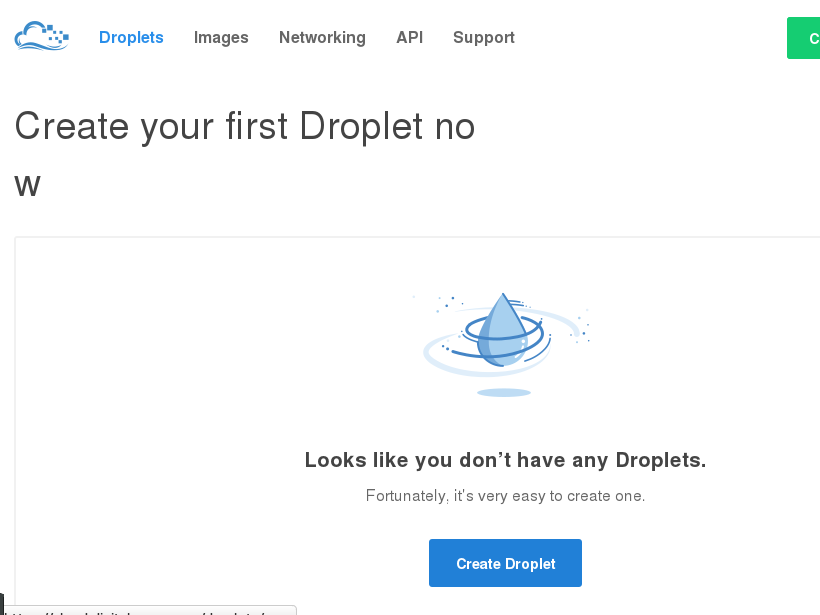 Droplets Images Networking API Support C
Create your first Droplet no
w
Looks like you don’t have any Droplets.
Fortunately, it's very easy to create one.
Create Droplet